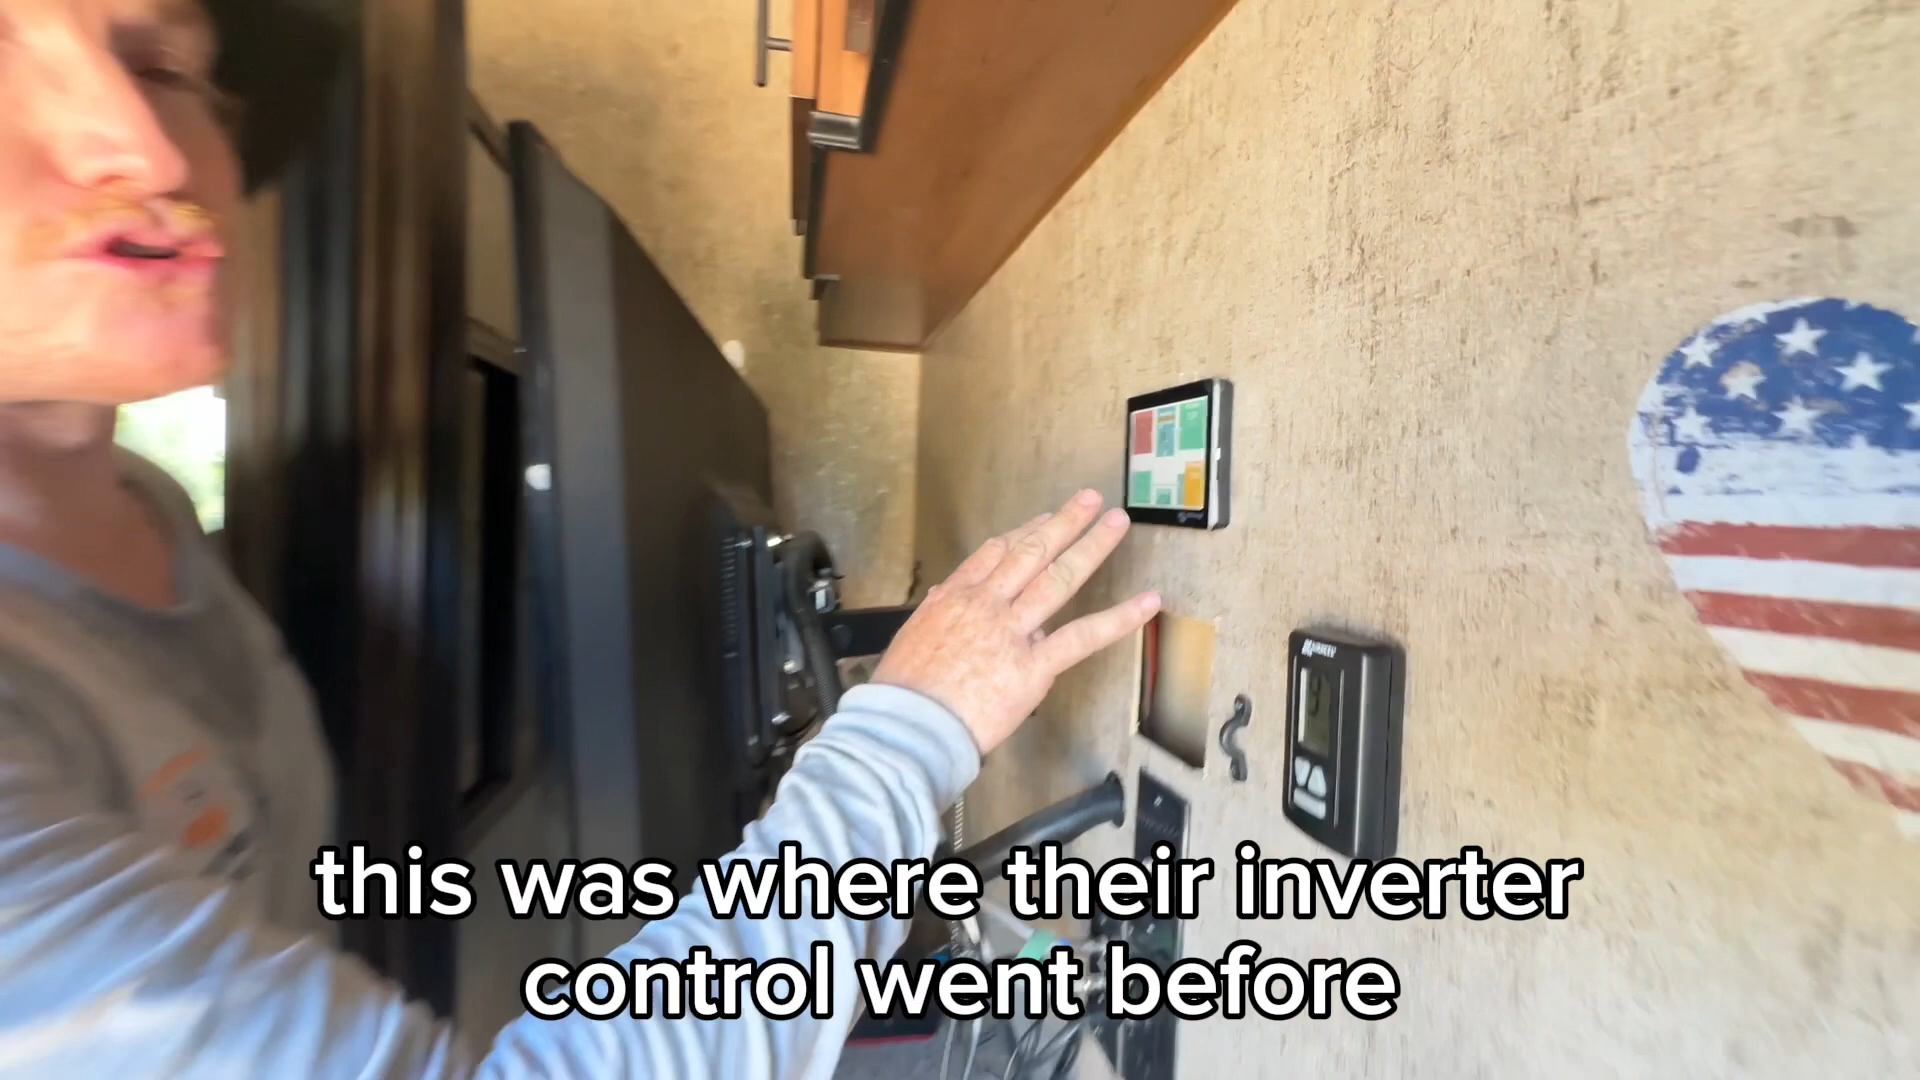 this was where their inverter
control went before